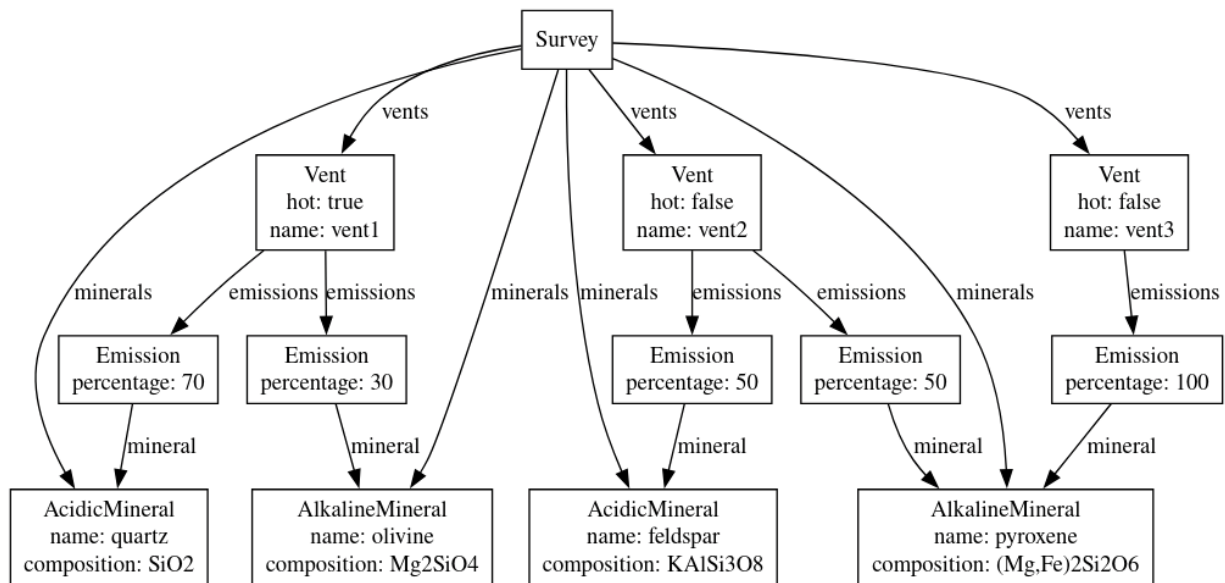 Survey
vents
vents
vents
Vent
hot: true
name: vent1
Vent
hot: false
name: vent2
Vent
hot: false
name: vent3
minerals
emissions
emissions
minerals
minerals
emissions
emissions
minerals
emissions
Emission
percentage: 70
Emission
percentage: 30
Emission
percentage: 50
Emission
percentage: 50
Emission
percentage: 100
mineral
mineral
mineral
mineral
mineral
AcidicMineral
name: quartz
composition: SiO2
AlkalineMineral
name: olivine
composition: Mg2SiO4
AcidicMineral
name: feldspar
composition: KAlSi3O8
AlkalineMineral
name: pyroxene
composition: (Mg,Fe)2Si2O6